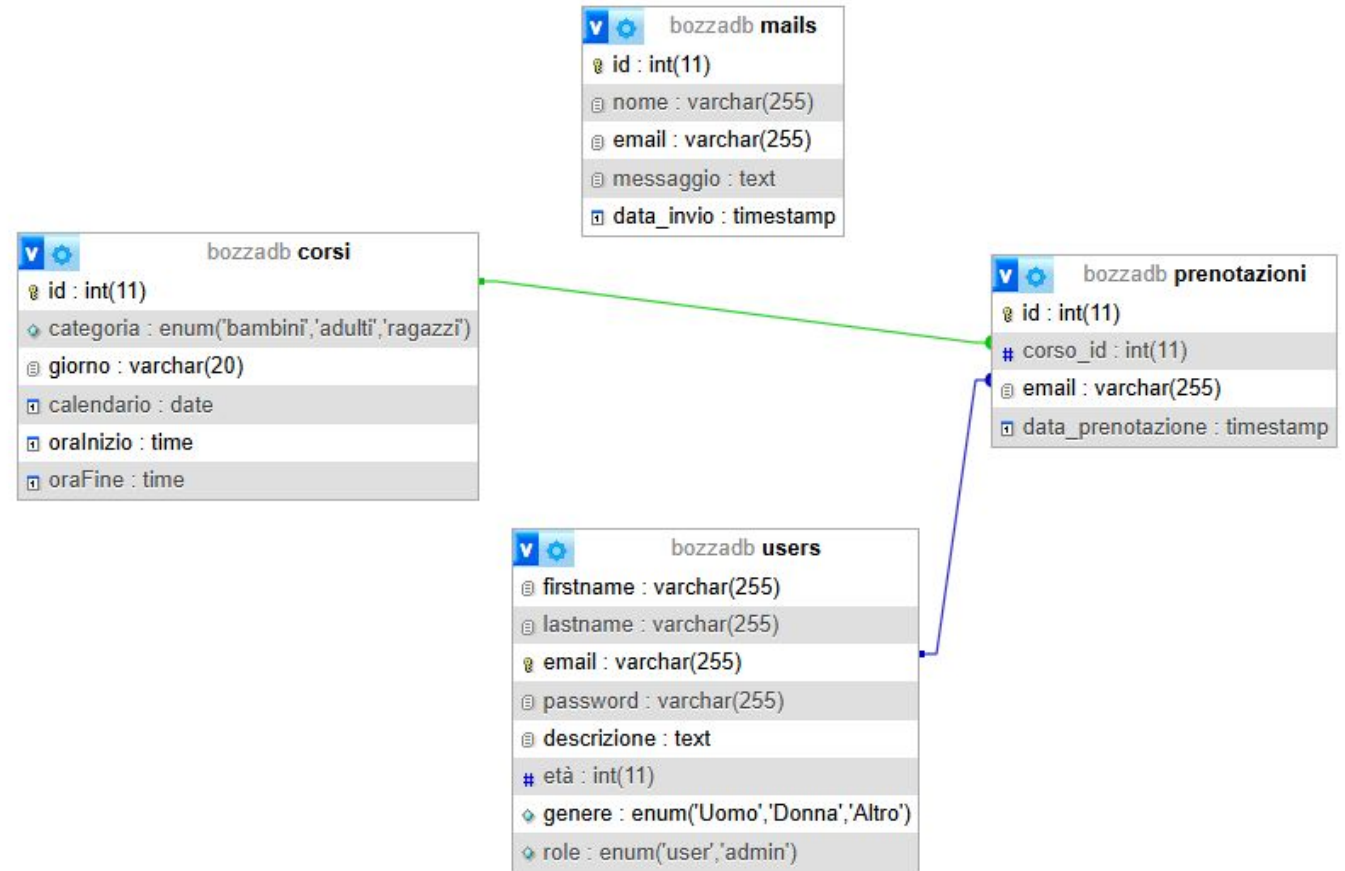 v bozzadb mails
id : int(11)
nome : varchar(255)
email : varchar(255)
messaggio : text
data_invio : timestamp
v bozzadb corsi
id : int(11)
categoria : enum('bambini','adulti','ragazzi')
giorno : varchar(20)
calendario : date
oraInizio : time
oraFine : time
v bozzadb prenotazioni
id : int(11)
# corso_id : int(11)
email : varchar(255)
data_prenotazione : timestamp
v bozzadb users
firstname : varchar(255)
lastname : varchar(255)
email : varchar(255)
password : varchar(255)
descrizione : text
# età : int(11)
genere : enum('Uomo','Donna','Altro')
role : enum('user','admin')